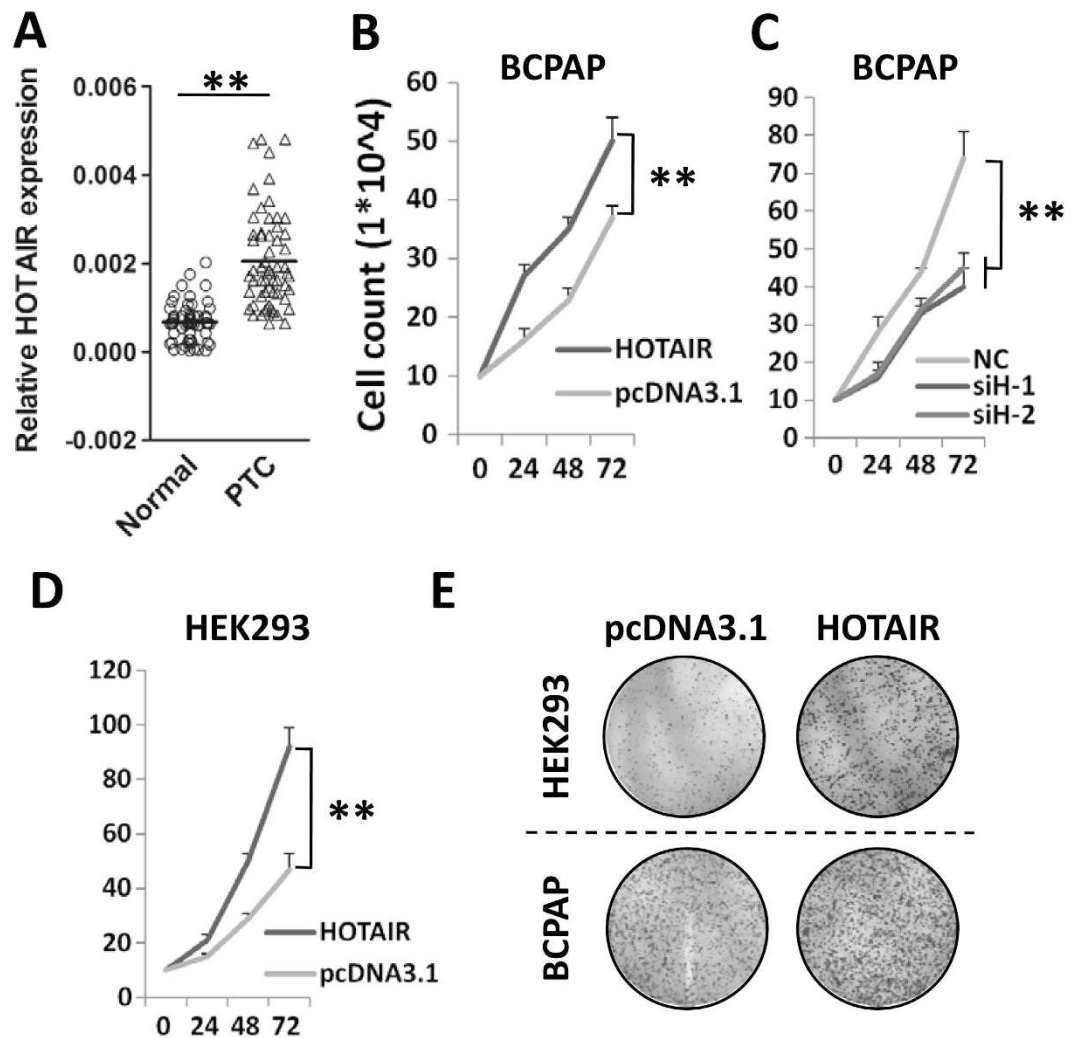 A
Relative HOTAIR expression
0.006
0.004
0.002
0.000
-0.002
**
Normal
PTC
B
BCPAP
Cell count (1*10^4)
60
50
40
30
20
10
0
**
HOTAIR
pcDNA3.1
0 24 48 72
C
BCPAP
90
80
70
60
50
40
30
20
10
0
**
NC
siH-1
siH-2
0 24 48 72
D
HEK293
120
100
80
60
40
20
0
**
HOTAIR
pcDNA3.1
0 24 48 72
E
pcDNA3.1 HOTAIR
HEK293
BCPAP